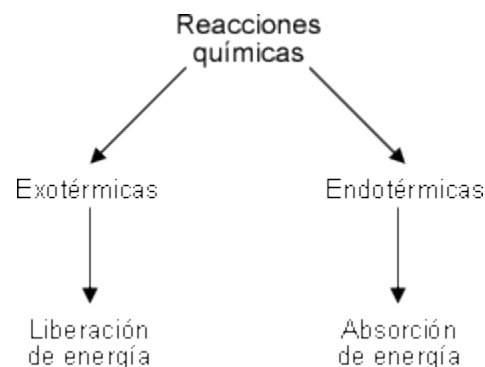 Reacciones
químicas
Exotérmicas
Endotérmicas
Liberación
de energía
Absorción
de energía